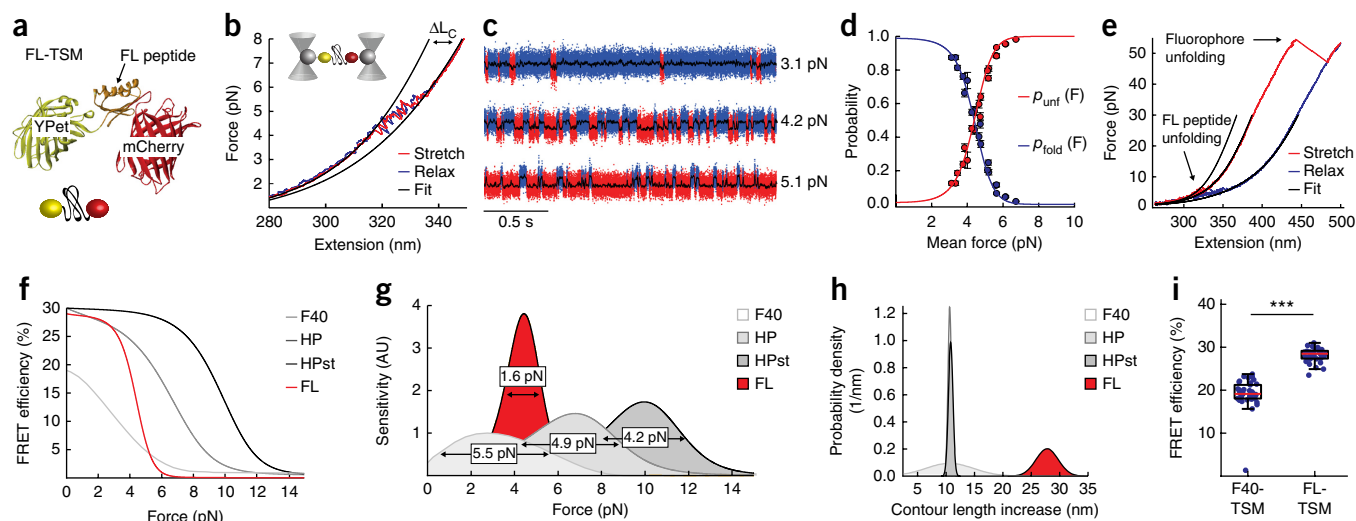 a
FL-TSM
FL peptide
YPet
mCherry
b
ΔLC
Force (pN)
8
7
6
5
4
3
2
Stretch
Relax
Fit
280
300
320
340
Extension (nm)
c
3.1 pN
4.2 pN
5.1 pN
0.5 s
d
Probability
1.0
0.8
0.6
0.4
0.2
0.0
punf (F)
pfold (F)
0
2
4
6
8
10
Mean force (pN)
e
Force (pN)
50
40
30
20
10
0
Fluorophore
unfolding
FL peptide
unfolding
Stretch
Relax
Fit
300
350
400
450
500
Extension (nm)
f
FRET efficiency (%)
30
25
20
15
10
5
0
F40
HP
HPst
FL
0
2
4
6
8
10
12
14
Force (pN)
g
Sensitivity (AU)
4
3
2
1
1.6 pN
5.5 pN
4.9 pN
4.2 pN
F40
HP
HPst
FL
0
2
4
6
8
10
12
14
Force (pN)
h
Probability density
(1/nm)
1.2
1.0
0.8
0.6
0.4
0.2
0.0
F40
HP
HPst
FL
5
10
15
20
25
30
35
Contour length increase (nm)
i
FRET efficiency (%)
40
30
20
10
***
F40-
TSM
FL-
TSM